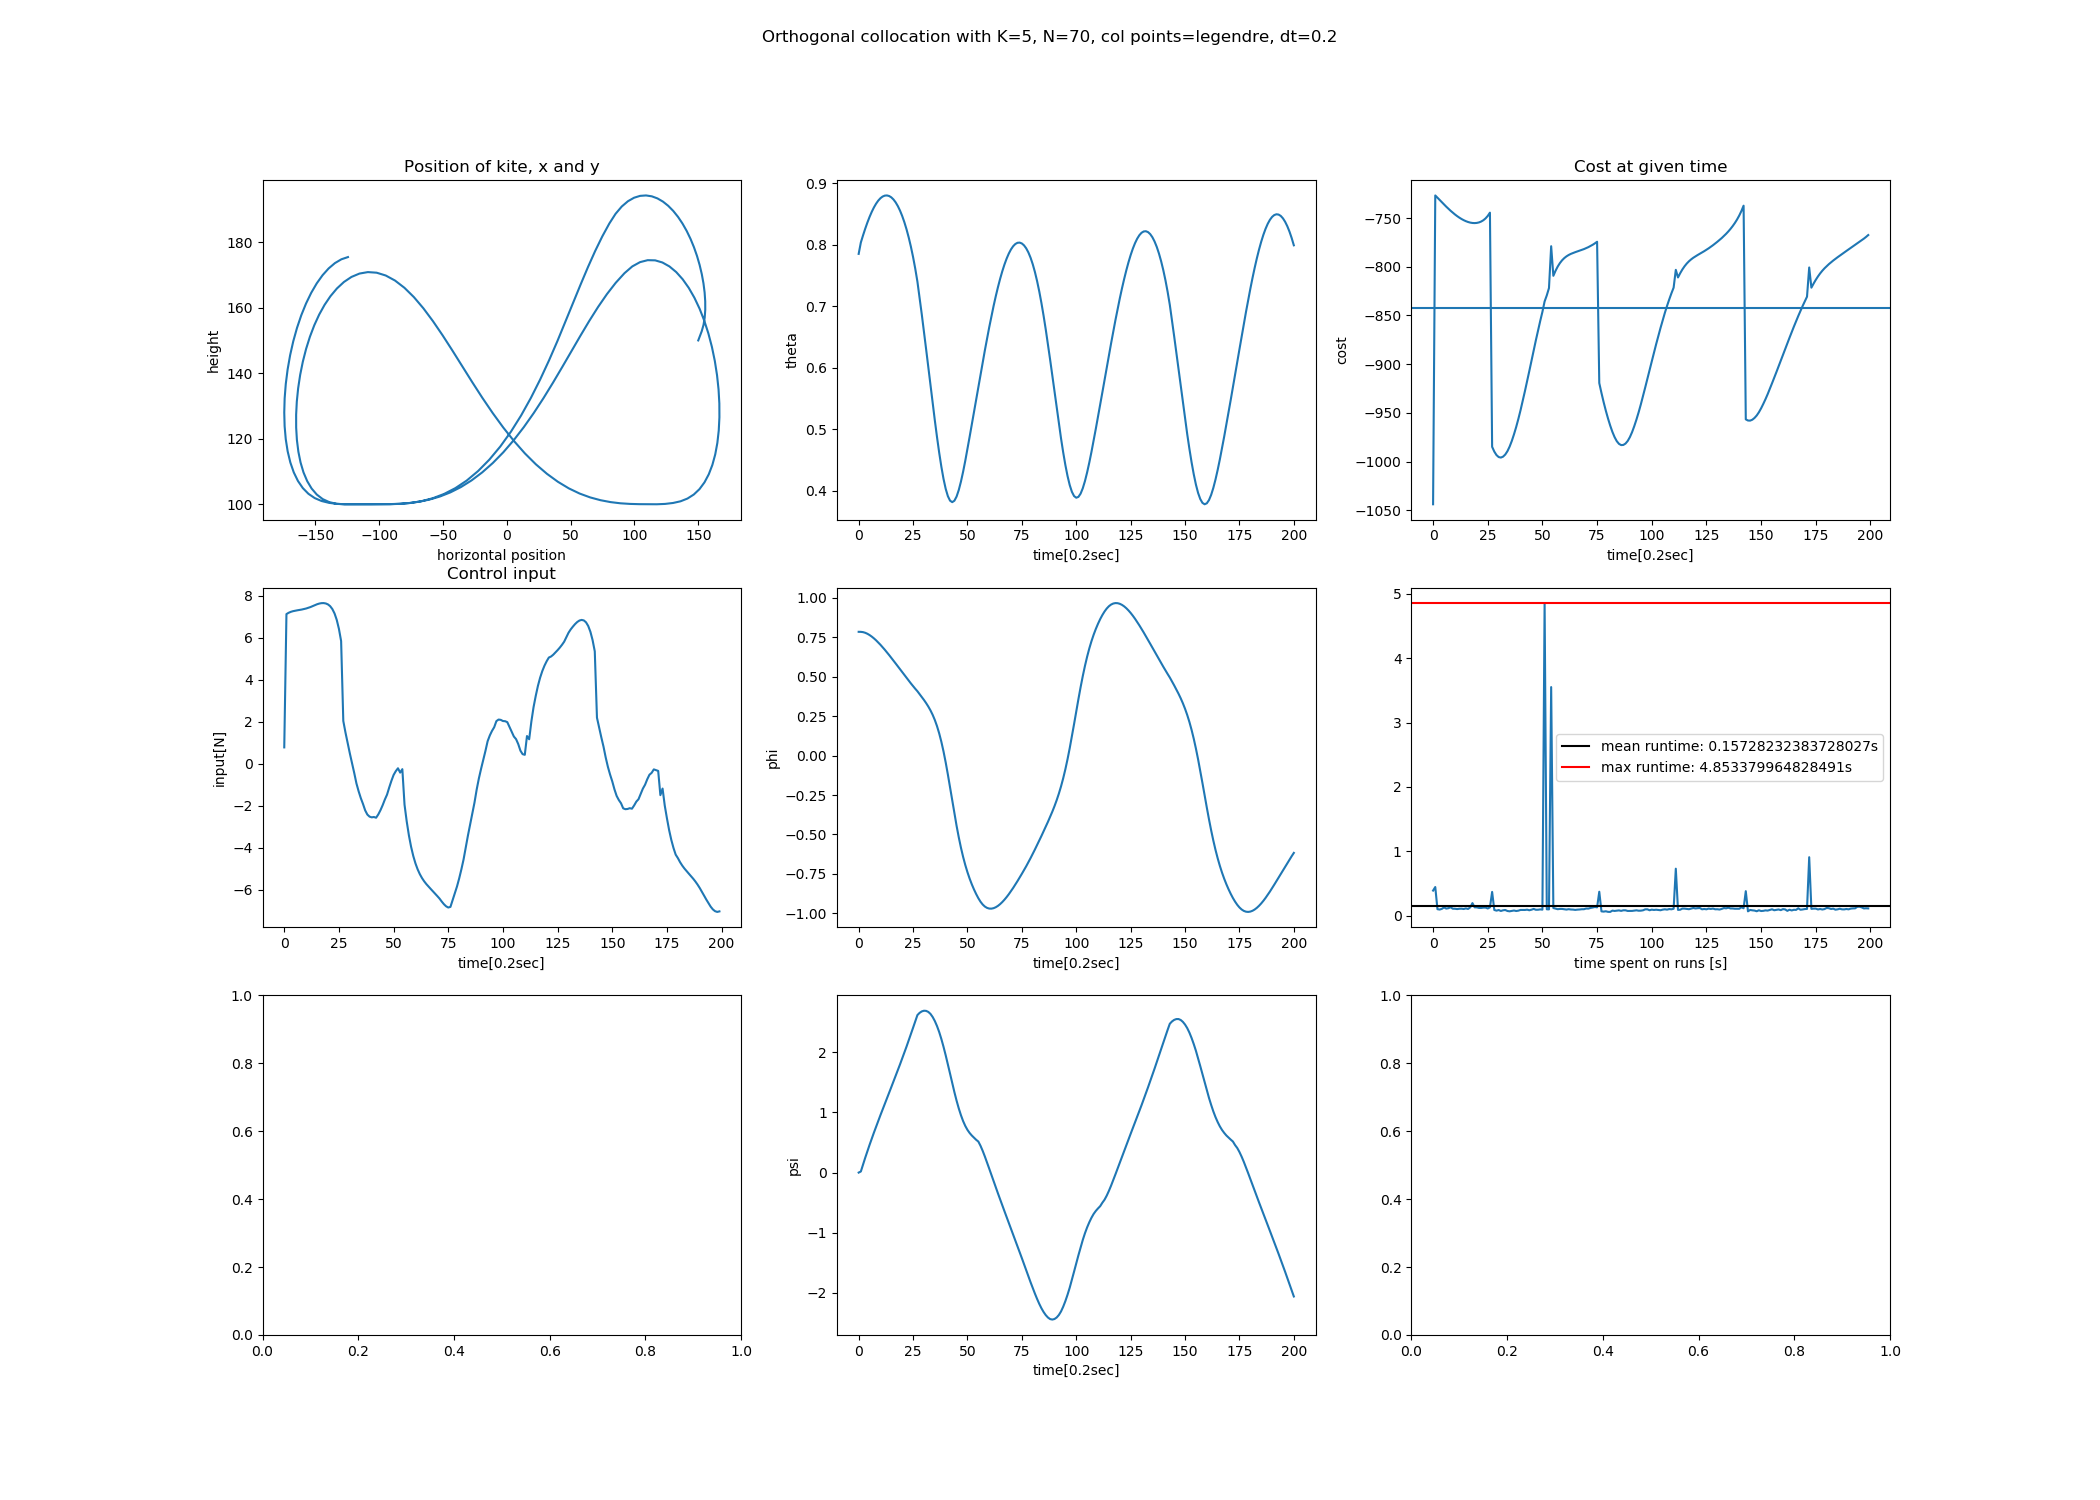 Orthogonal collocation with K=5, N=70, col points=legendre, dt=0.2
Position of kite, x and y
height
180
160
140
120
100
−150 −100 −50 0 50 100 150
horizontal position
theta
0.9
0.8
0.7
0.6
0.5
0.4
0 25 50 75 100 125 150 175 200
time[0.2sec]
Cost at given time
cost
−750
−800
−850
−900
−950
−1000
−1050
0 25 50 75 100 125 150 175 200
time[0.2sec]
Control input
input[N]
8
6
4
2
0
−2
−4
−6
0 25 50 75 100 125 150 175 200
time[0.2sec]
phi
1.00
0.75
0.50
0.25
0.00
−0.25
−0.50
−0.75
−1.00
0 25 50 75 100 125 150 175 200
time[0.2sec]
5
4
3
2
1
0
mean runtime: 0.15728232383728027s
max runtime: 4.853379964828491s
0 25 50 75 100 125 150 175 200
time spent on runs [s]
1.0
0.8
0.6
0.4
0.2
0.0
0.0 0.2 0.4 0.6 0.8 1.0
psi
2
1
0
−1
−2
0 25 50 75 100 125 150 175 200
time[0.2sec]
1.0
0.8
0.6
0.4
0.2
0.0
0.0 0.2 0.4 0.6 0.8 1.0